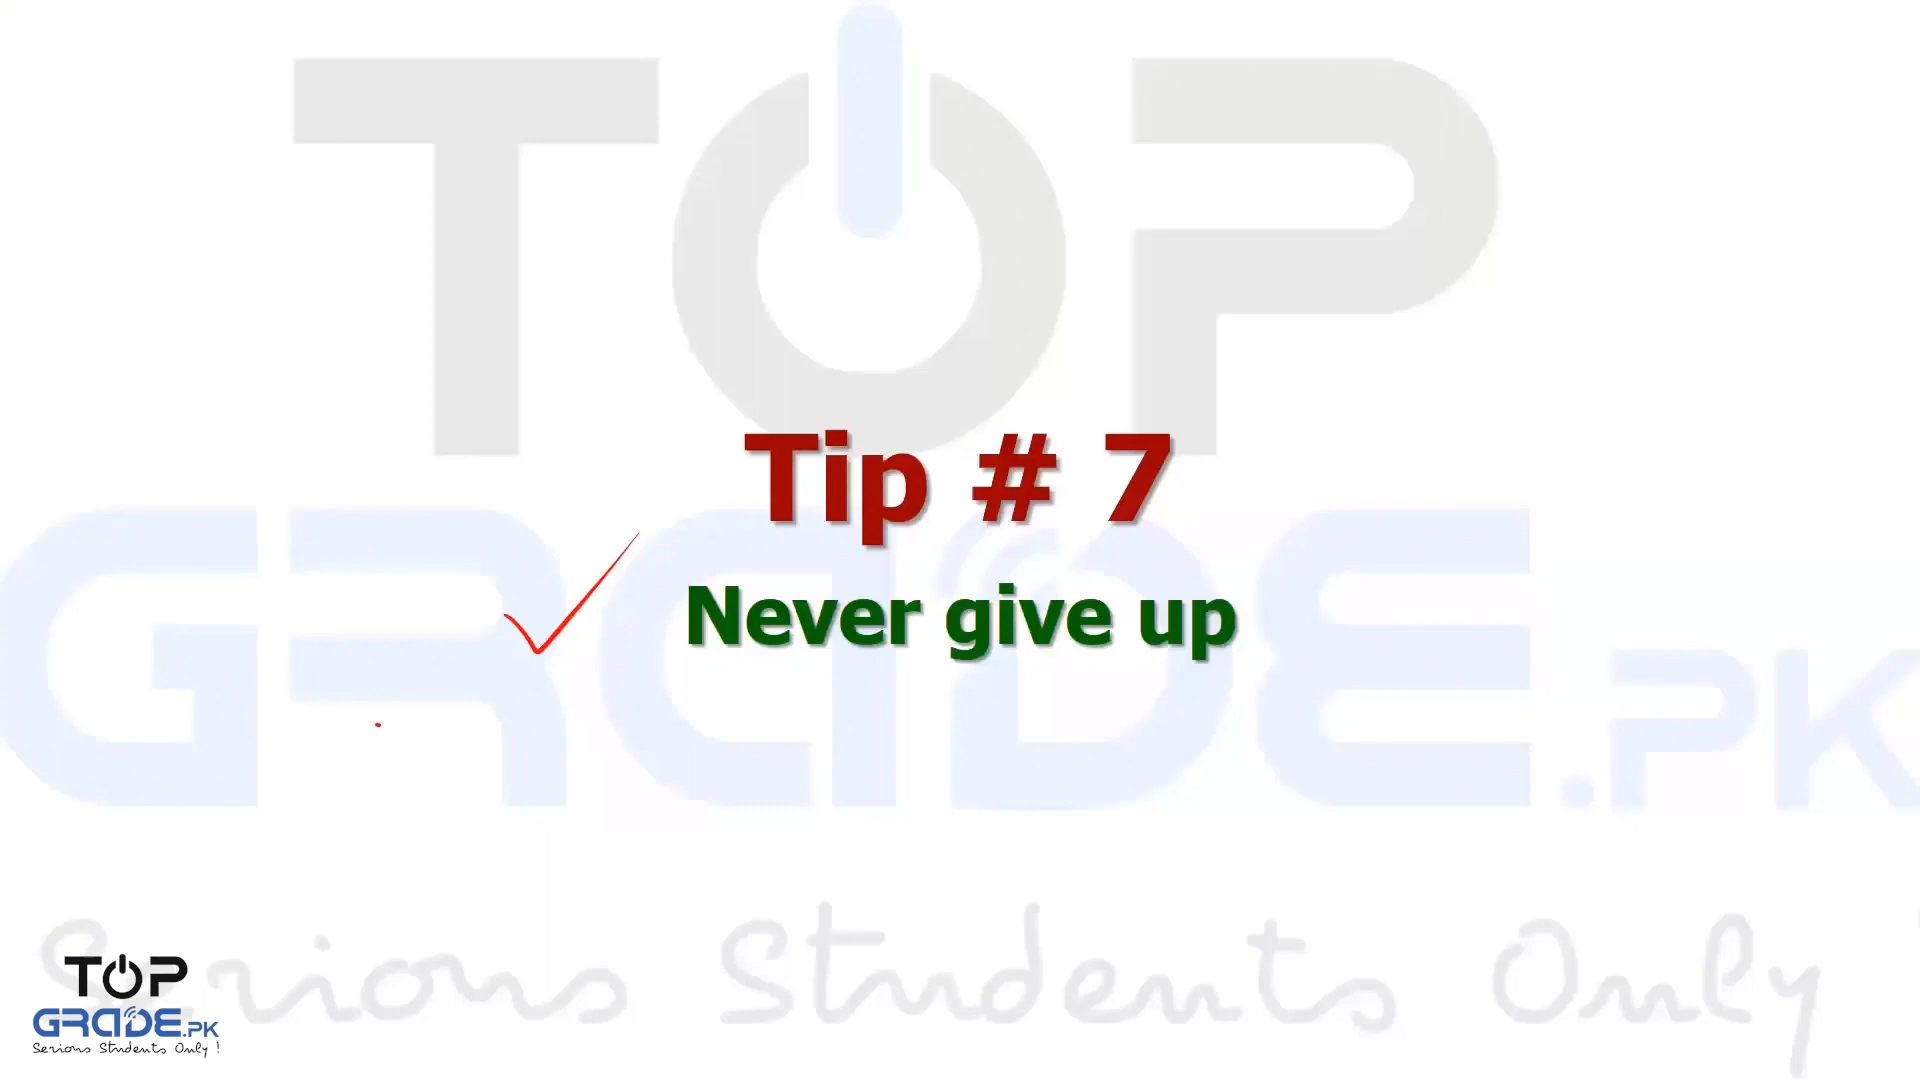 TOP
GRADE.PK
Serious Students Only
Tip # 7
Never give up
TOP
GRADE.PK
Serious Students Only !